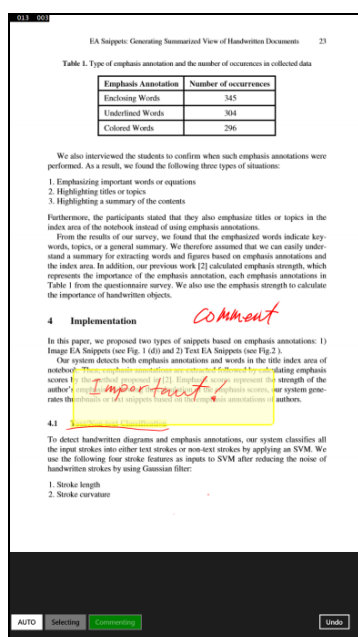 013 003
EA Snippets: Generating Summarized View of Handwritten Documents 23
Table 1. Type of emphasis annotation and the number of occurences in collected data
Emphasis Annotation Number of occurrences
Enclosing Words 345
Underlined Words 304
Colored Words 296
We also interviewed the students to confirm when such emphasis annotations were
performed. As a result, we found the following three types of situations:
1. Emphasizing important words or equations
2. Highlighting titles or topics
3. Highlighting a summary of the contents
Furthermore, the participants stated that they also emphasize titles or topics in the
index area of the notebook instead of using emphasis annotations.
From the results of our survey, we found that the emphasized words indicate key-
words, topics, or a general summary. We therefore assumed that we can easily under-
stand a summary for extracting words and figures based on emphasis annotations and
the index area. In addition, our previous work [2] calculated emphasis strength, which
represents the importance of the emphasis annotation, each emphasis annotations in
Table 1 from the questionnaire survey. We also use the emphasis strength to calculate
the importance of handwritten objects.
comment
4 Implementation
In this paper, we proposed two types of snippets based on emphasis annotations: 1)
Image EA Snippets (see Fig. 1 (d)) and 2) Text EA Snippets (see Fig.2 ).
Our system detects both emphasis annotations and words in the title index area of
notebook. Then, emphasis annotations are extracted followed by calculating emphasis
scores by the method proposed in [2]. Emphasis scores represent the strength of the
author's emphasis the emphasis scores, our system gene-
rates thumbnails or text snippets based on the emphasis annotations of authors.
Important.
4.1 Text/Non-text Classification
To detect handwritten diagrams and emphasis annotations, our system classifies all
the input strokes into either text strokes or non-text strokes by applying an SVM. We
use the following four stroke features as inputs to SVM after reducing the noise of
handwritten strokes by using Gaussian filter:
1. Stroke length
2. Stroke curvature
AUTO Selecting Commenting Undo